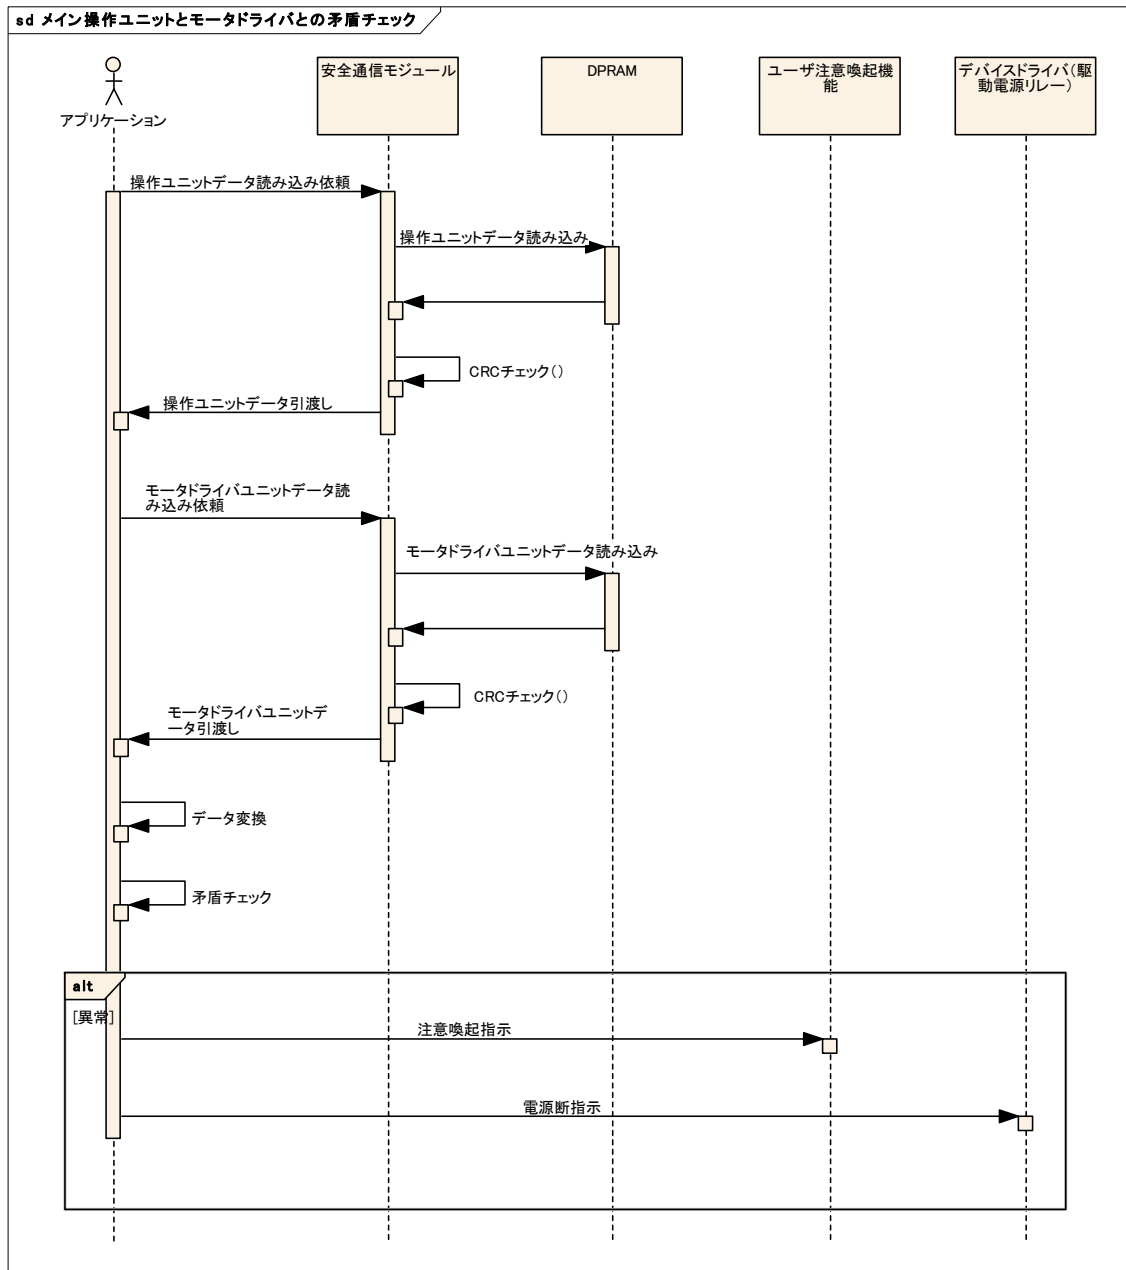 sd メイン操作ユニットとモータドライバとの矛盾チェック
アプリケーション
安全通信モジュール
DPRAM
ユーザ注意喚起機
能
デバイスドライバ(駆
動電源リレー)
操作ユニットデータ読み込み依頼
操作ユニットデータ読み込み
CRCチェック()
操作ユニットデータ引渡し
モータドライバユニットデータ読
み込み依頼
モータドライバユニットデータ読み込み
CRCチェック()
モータドライバユニットデ
ータ引渡し
データ変換
矛盾チェック
alt
[異常]
注意喚起指示
電源断指示